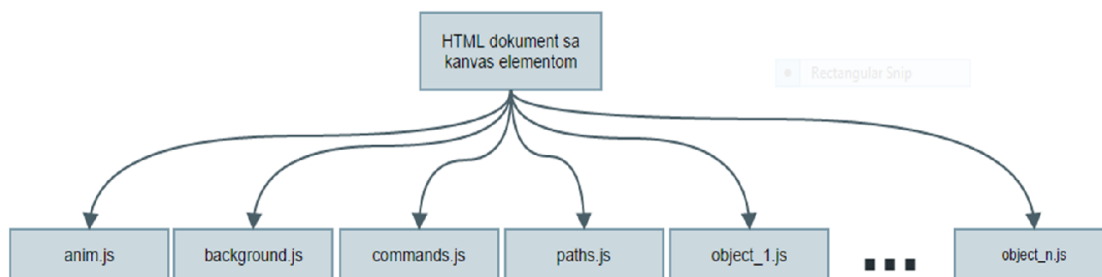 HTML dokument sa
kanvas elementom
Rectangular Snip
anim.js
background.js
commands.js
paths.js
object_1.js
...
object_n.js